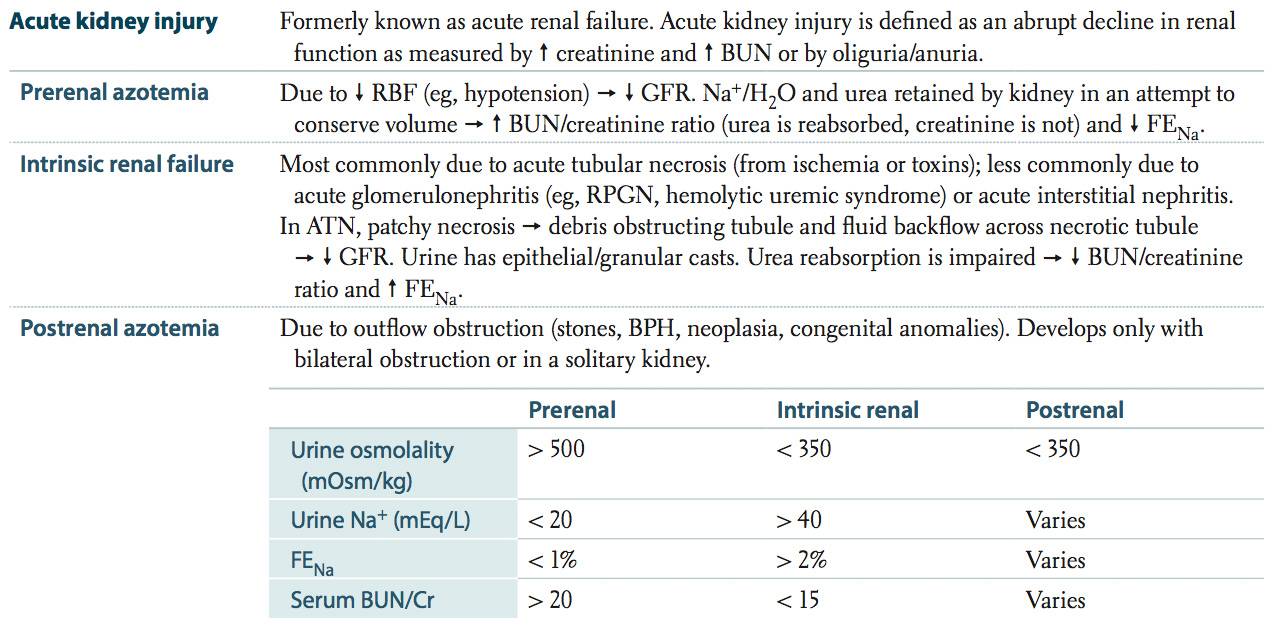 Acute kidney injury Formerly known as acute renal failure. Acute kidney injury is defined as an abrupt decline in renal
function as measured by ↑ creatinine and ↑ BUN or by oliguria/anuria.
Prerenal azotemia Due to ↓ RBF (eg, hypotension) → ↓ GFR. Na⁺/H₂O and urea retained by kidney in an attempt to
conserve volume → ↑ BUN/creatinine ratio (urea is reabsorbed, creatinine is not) and ↓ FENa.
Intrinsic renal failure Most commonly due to acute tubular necrosis (from ischemia or toxins); less commonly due to
acute glomerulonephritis (eg, RPGN, hemolytic uremic syndrome) or acute interstitial nephritis.
In ATN, patchy necrosis → debris obstructing tubule and fluid backflow across necrotic tubule
→ ↓ GFR. Urine has epithelial/granular casts. Urea reabsorption is impaired → ↓ BUN/creatinine
ratio and ↑ FENa.
Postrenal azotemia Due to outflow obstruction (stones, BPH, neoplasia, congenital anomalies). Develops only with
bilateral obstruction or in a solitary kidney.
Prerenal Intrinsic renal Postrenal
Urine osmolality > 500 < 350 < 350
(mOsm/kg)
Urine Na⁺ (mEq/L) < 20 > 40 Varies
FENa < 1% > 2% Varies
Serum BUN/Cr > 20 < 15 Varies